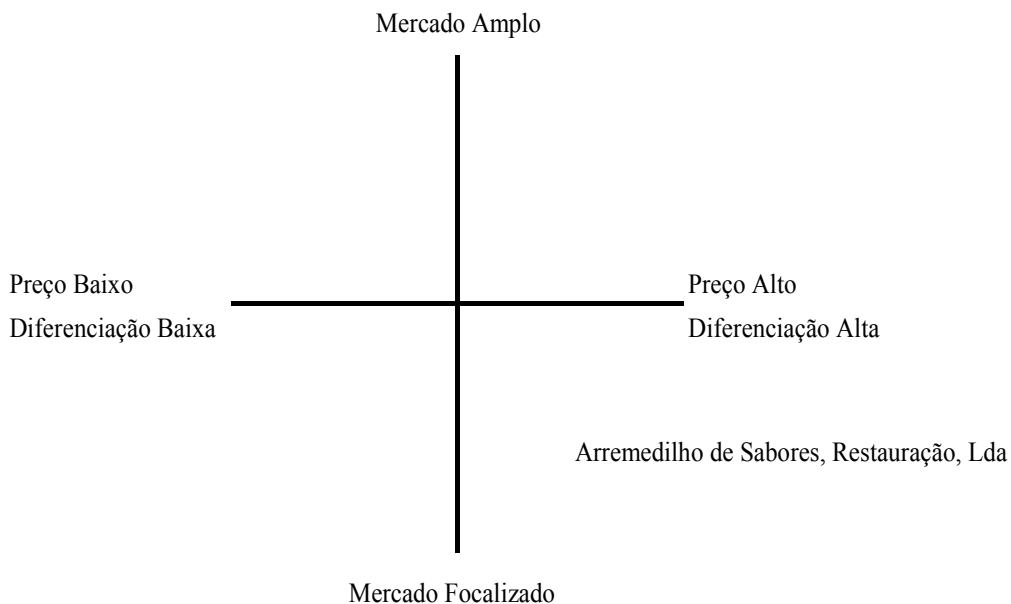 Mercado Amplo
Preço Baixo
Diferenciação Baixa
Preço Alto
Diferenciação Alta
Arremedilho de Sabores, Restauração, Lda
Mercado Focalizado